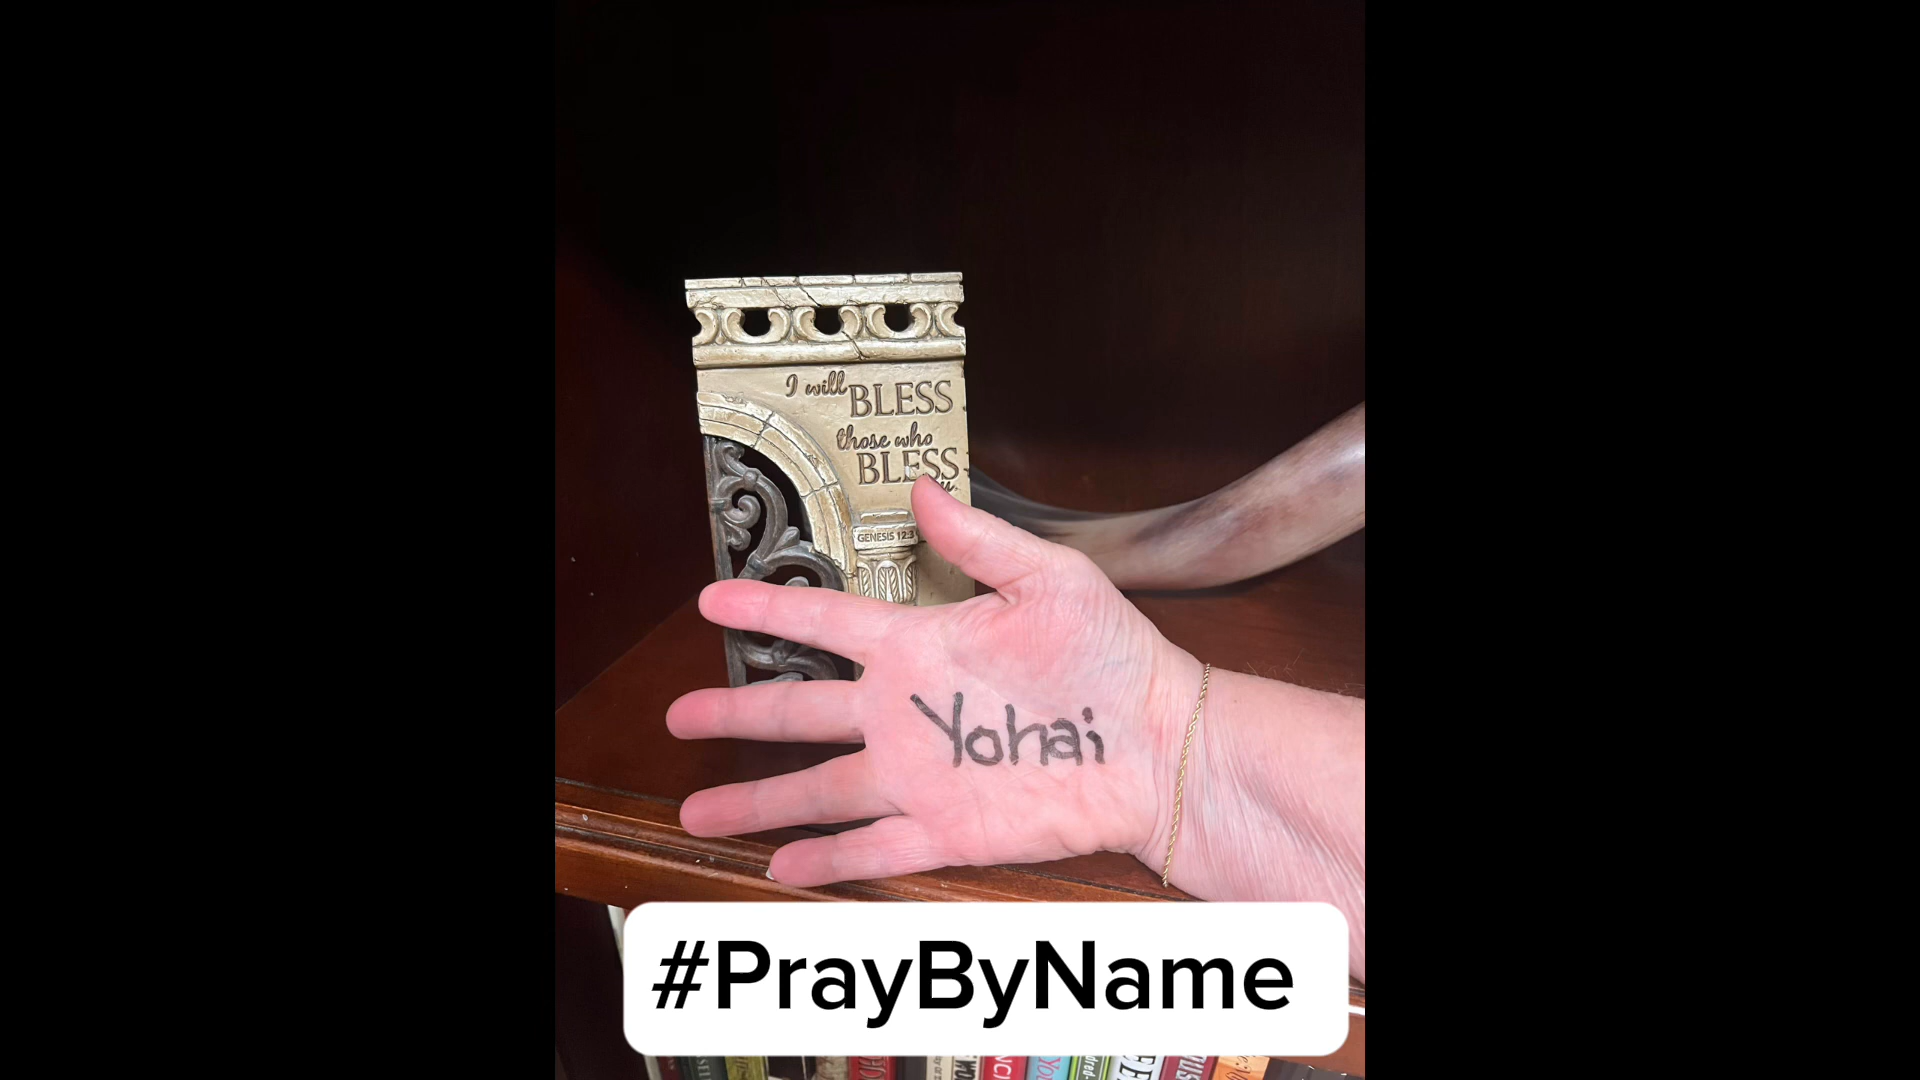 I will
BLESS
those who
BLESS
GENESIS 12:3
Yohai
#PrayByName